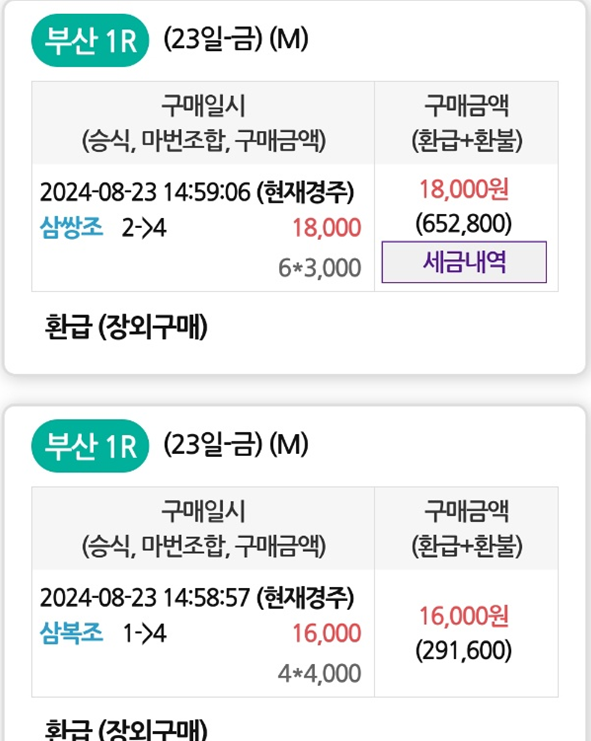 부산 1R (23일-금) (M)
구매일시 구매금액
(승식, 마번조합, 구매금액) (환급+환불)
2024-08-23 14:59:06 (현재경주) 18,000원
삼쌍조 2->4 18,000 (652,800)
6*3,000 세금내역
환급 (장외구매)
부산 1R (23일-금) (M)
구매일시 구매금액
(승식, 마번조합, 구매금액) (환급+환불)
2024-08-23 14:58:57 (현재경주) 16,000원
삼복조 1->4 16,000 (291,600)
4*4,000
환급 (장외구매)